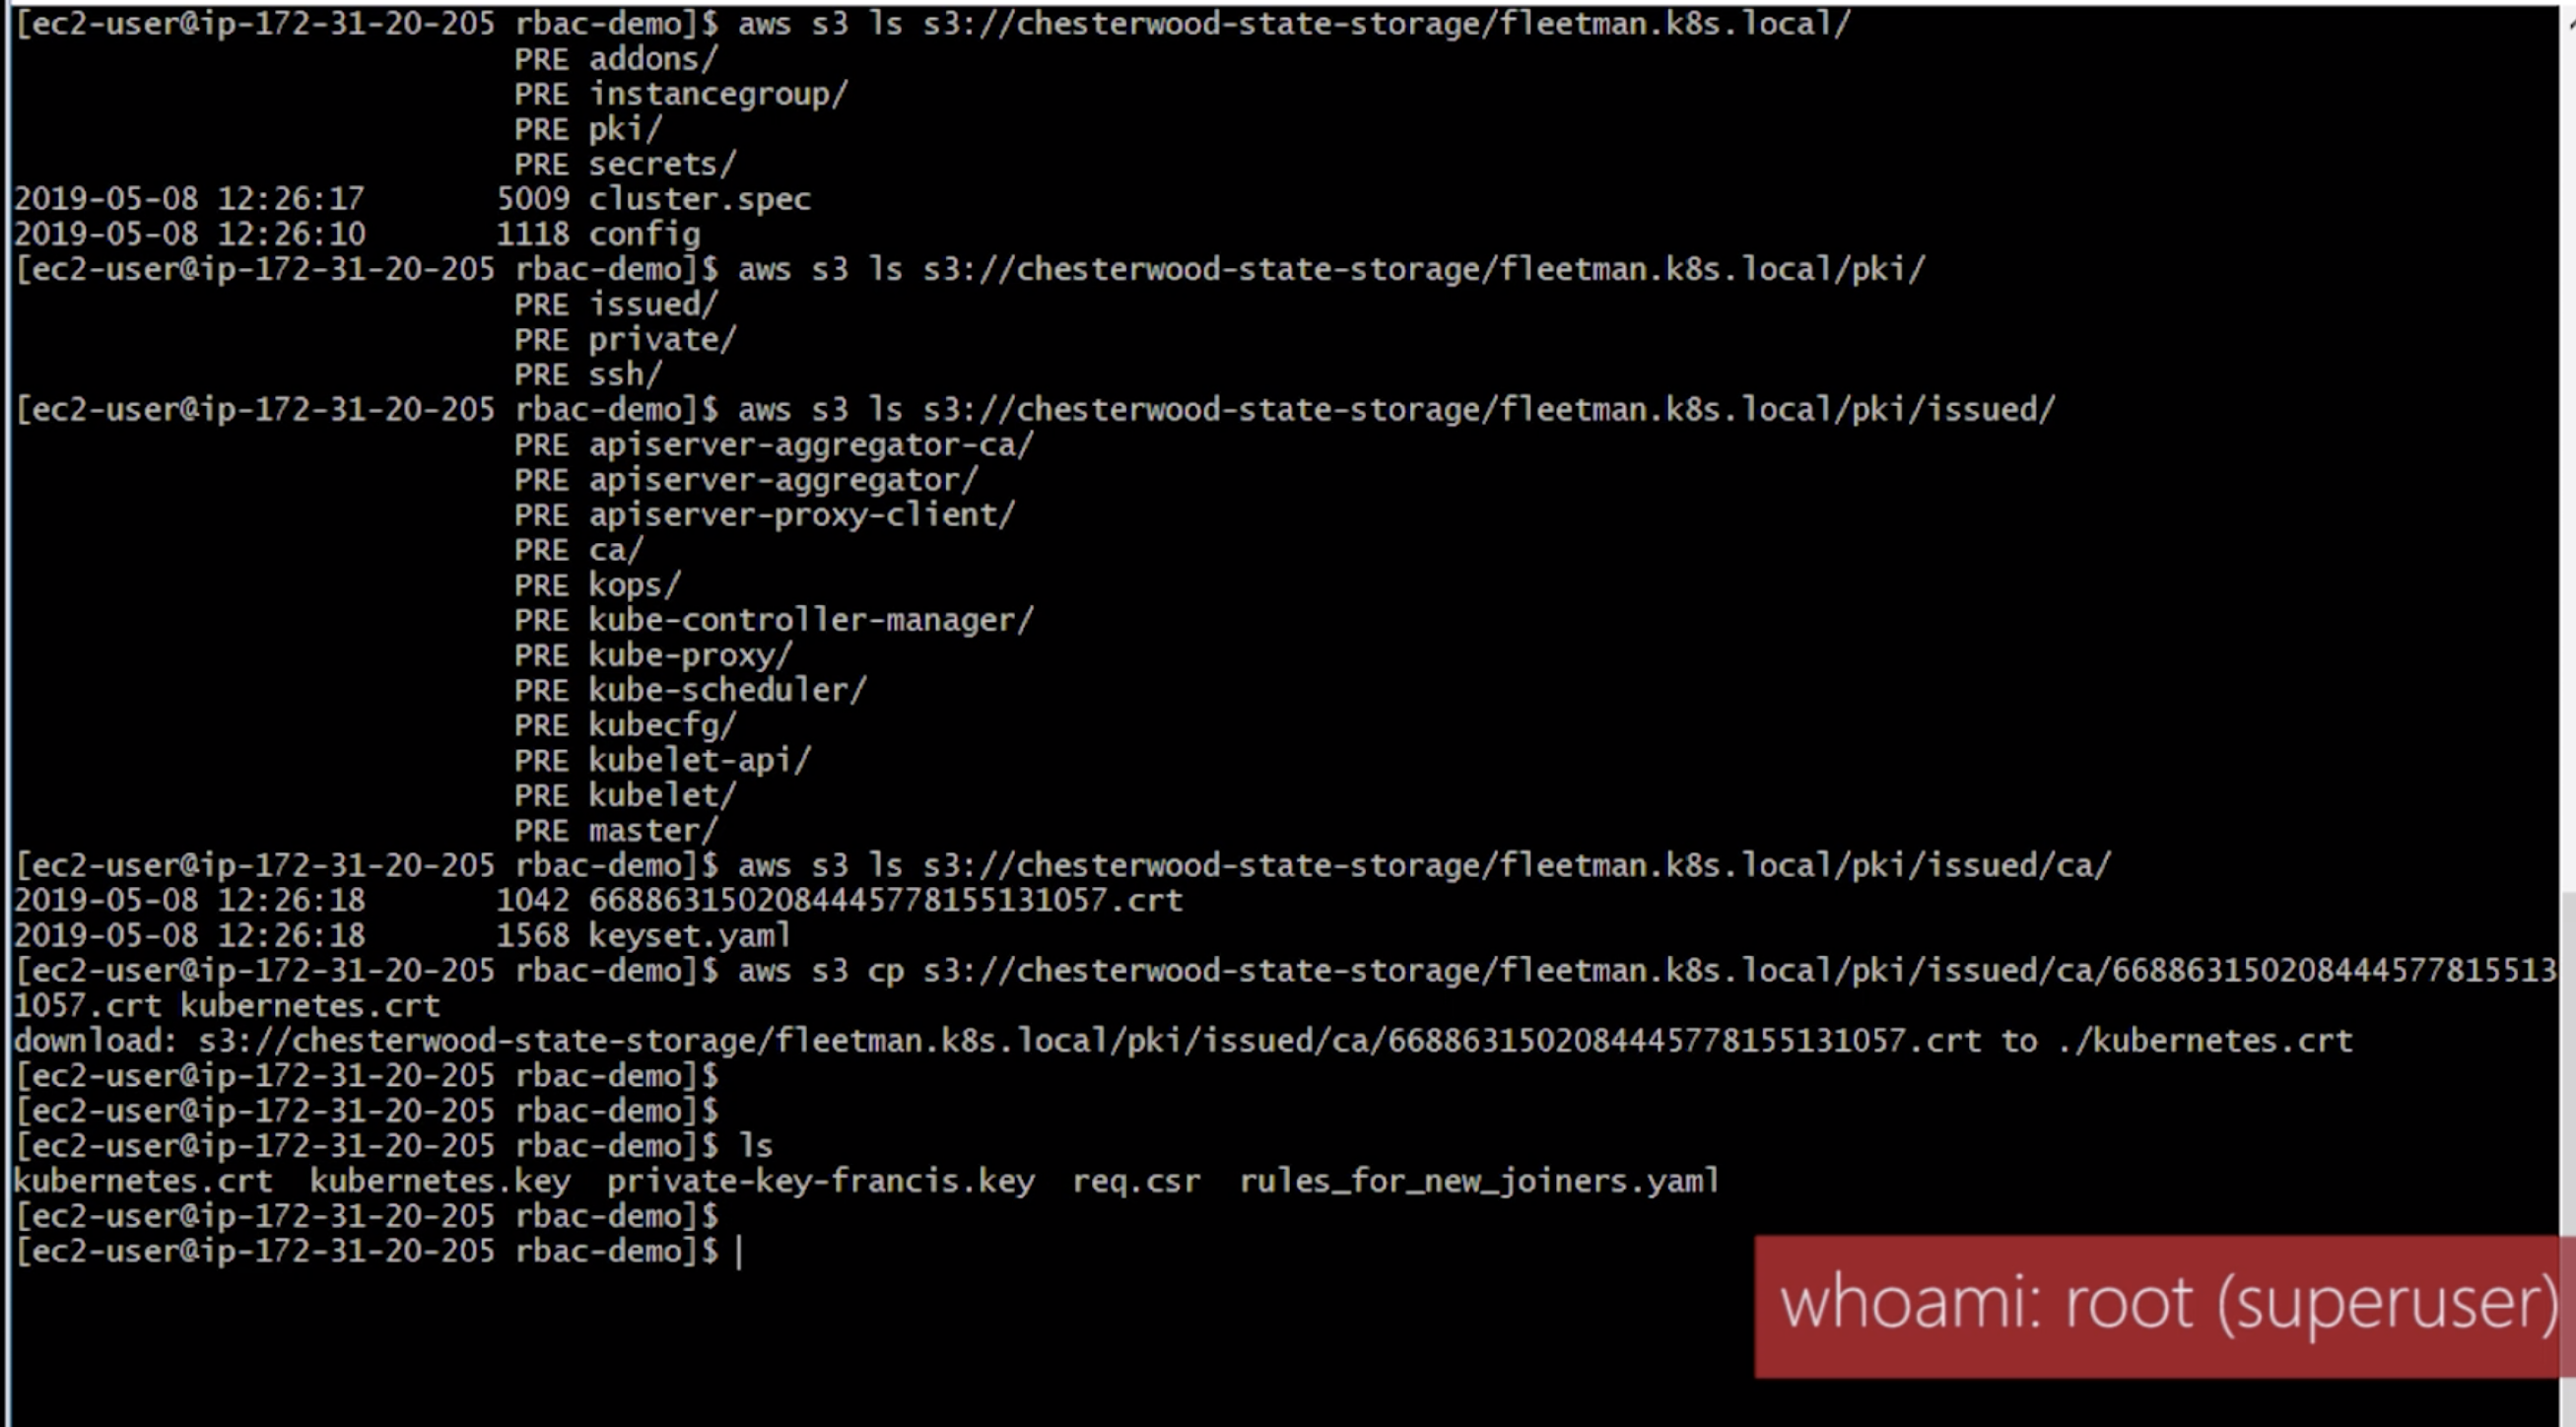 [ec2-user@ip-172-31-20-205 rbac-demo]$ aws s3 ls s3://chesterwood-state-storage/fleetman.k8s.local/
PRE addons/
PRE instancegroup/
PRE pki/
PRE secrets/
2019-05-08 12:26:17 5009 cluster.spec
2019-05-08 12:26:10 1118 config
[ec2-user@ip-172-31-20-205 rbac-demo]$ aws s3 ls s3://chesterwood-state-storage/fleetman.k8s.local/pki/
PRE issued/
PRE private/
PRE ssh/
[ec2-user@ip-172-31-20-205 rbac-demo]$ aws s3 ls s3://chesterwood-state-storage/fleetman.k8s.local/pki/issued/
PRE apiserver-aggregator-ca/
PRE apiserver-aggregator/
PRE apiserver-proxy-client/
PRE ca/
PRE kops/
PRE kube-controller-manager/
PRE kube-proxy/
PRE kube-scheduler/
PRE kubecfg/
PRE kubelet-api/
PRE kubelet/
PRE master/
[ec2-user@ip-172-31-20-205 rbac-demo]$ aws s3 ls s3://chesterwood-state-storage/fleetman.k8s.local/pki/issued/ca/
2019-05-08 12:26:18 1042 6688631502084445778155131057.crt
2019-05-08 12:26:18 1568 keyset.yaml
[ec2-user@ip-172-31-20-205 rbac-demo]$ aws s3 cp s3://chesterwood-state-storage/fleetman.k8s.local/pki/issued/ca/668863150208444577815513
1057.crt kubernetes.crt
download: s3://chesterwood-state-storage/fleetman.k8s.local/pki/issued/ca/6688631502084445778155131057.crt to ./kubernetes.crt
[ec2-user@ip-172-31-20-205 rbac-demo]$
[ec2-user@ip-172-31-20-205 rbac-demo]$
[ec2-user@ip-172-31-20-205 rbac-demo]$ ls
kubernetes.crt kubernetes.key private-key-francis.key req.csr rules_for_new_joiners.yaml
[ec2-user@ip-172-31-20-205 rbac-demo]$
[ec2-user@ip-172-31-20-205 rbac-demo]$
whoami: root (superuser)